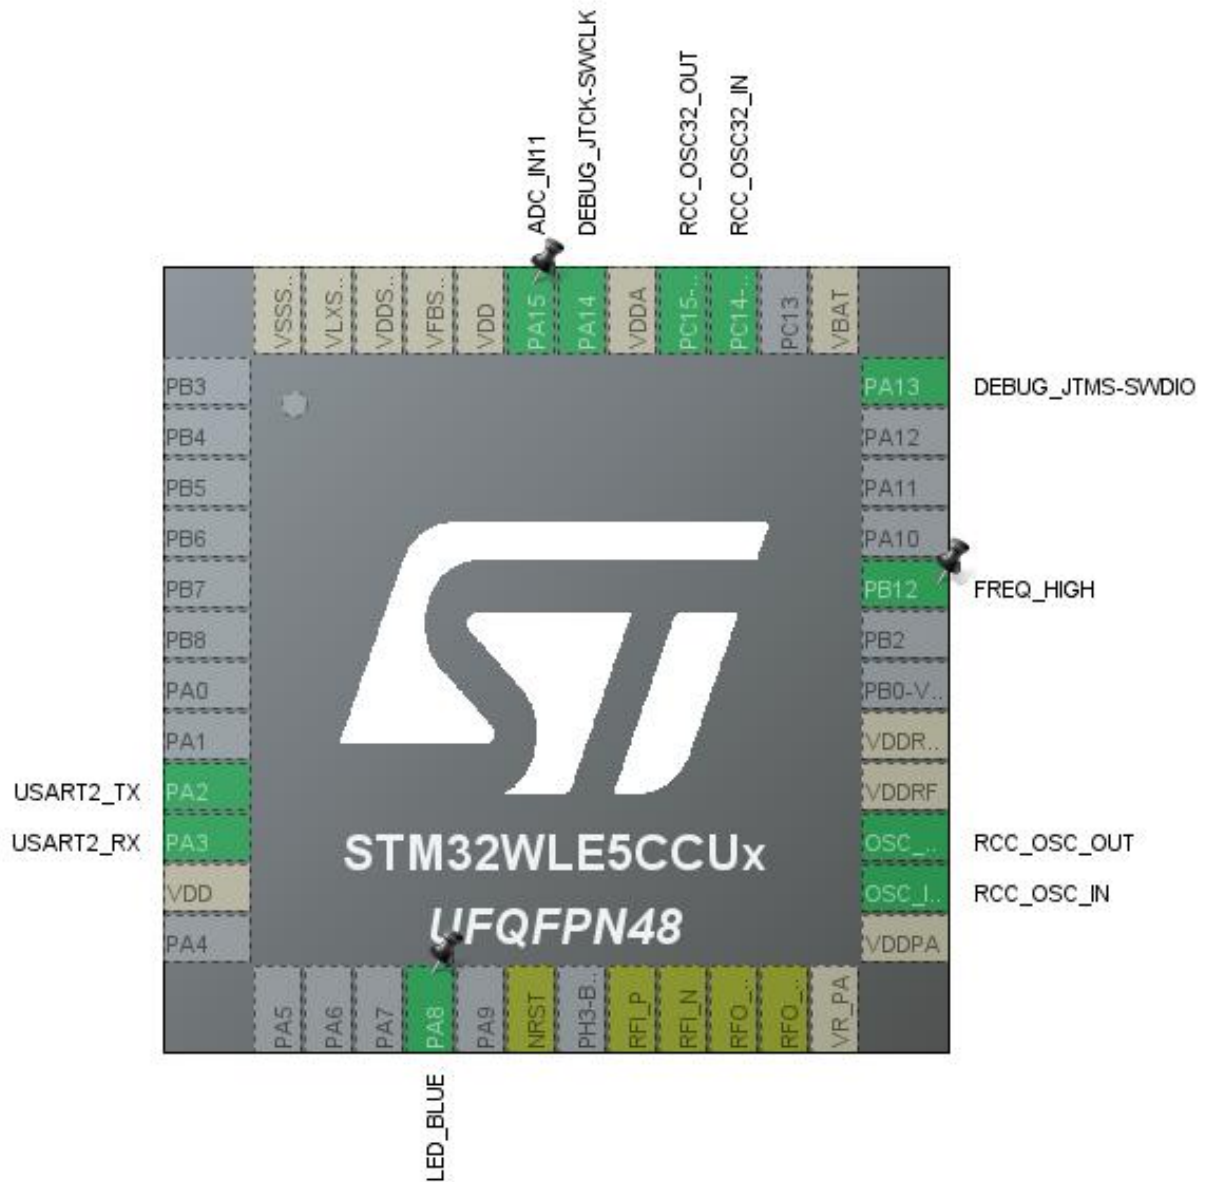 ADC_IN11
DEBUG_JTCK-SWCLK
RCC_OSC32_OUT
RCC_OSC32_IN
VSSS..
VLXS..
VDDS..
VFBS..
VDD
PA15
PA14
VDDA
PC15-..
PC14-..
PC13
VBAT
PB3
PB4
PB5
PB6
PB7
PB8
PA0
PA1
USART2_TX PA2
USART2_RX PA3
VDD
PA4
ST
STM32WLE5CCUx
UFQFPN48
PA13 DEBUG_JTMS-SWDIO
PA12
PA11
PA10
PB12 FREQ_HIGH
PB2
PB0-V..
VDDR..
VDDRF
OSC_.. RCC_OSC_OUT
OSC_I.. RCC_OSC_IN
VDDPA
PA5
PA6
PA7
PA8
PA9
NRST
PH3-B..
RFI_P
RFI_N
RFO_..
RFO_..
VR_PA
LED_BLUE